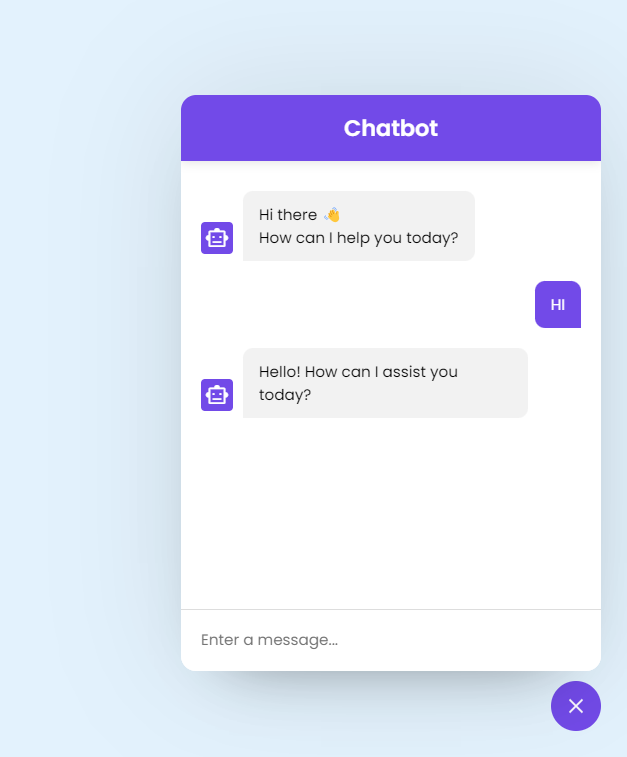 Chatbot
Hi there 👋
How can I help you today?
HI
Hello! How can I assist you
today?
Enter a message...